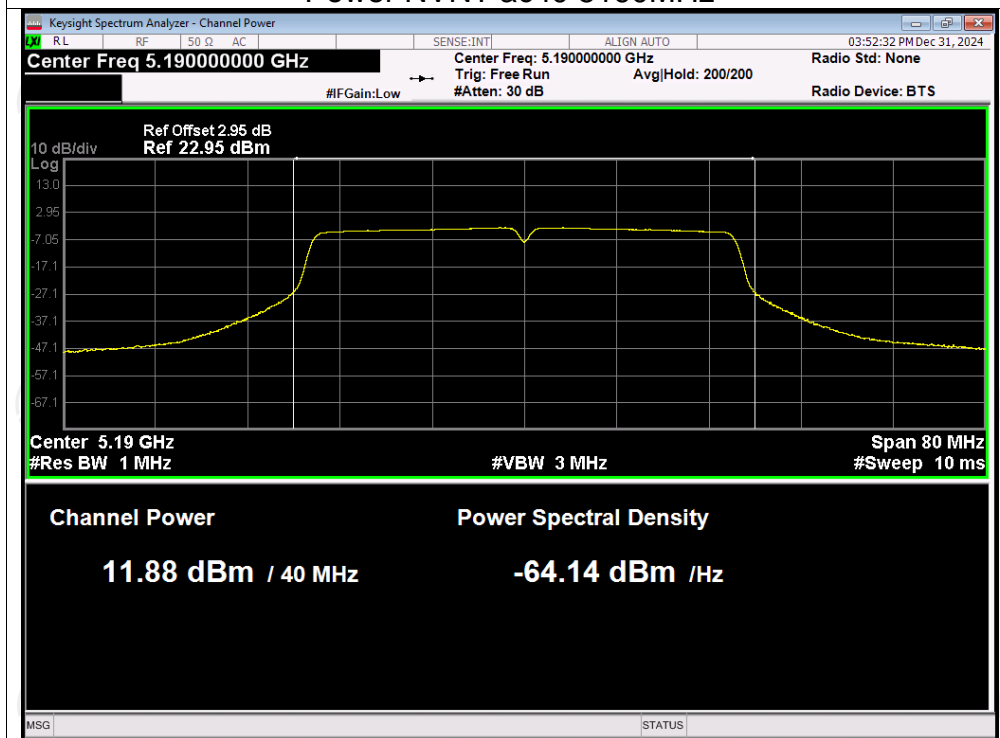 Keysight Spectrum Analyzer - Channel Power
LXI RL RF 50 Ω AC SENSE:INT ALIGN AUTO 03:52:32 PM Dec 31, 2024
Center Freq 5.190000000 GHz
Center Freq: 5.190000000 GHz
Radio Std: None
Trig: Free Run
Avg|Hold: 200/200
#IFGain:Low
#Atten: 30 dB
Radio Device: BTS
Ref Offset 2.95 dB
10 dB/div Ref 22.95 dBm
Log
13.0
2.95
-7.05
-17.1
-27.1
-37.1
-47.1
-57.1
-67.1
Center 5.19 GHz Span 80 MHz
#Res BW 1 MHz #VBW 3 MHz #Sweep 10 ms
Channel Power Power Spectral Density
11.88 dBm / 40 MHz -64.14 dBm /Hz
MSG STATUS